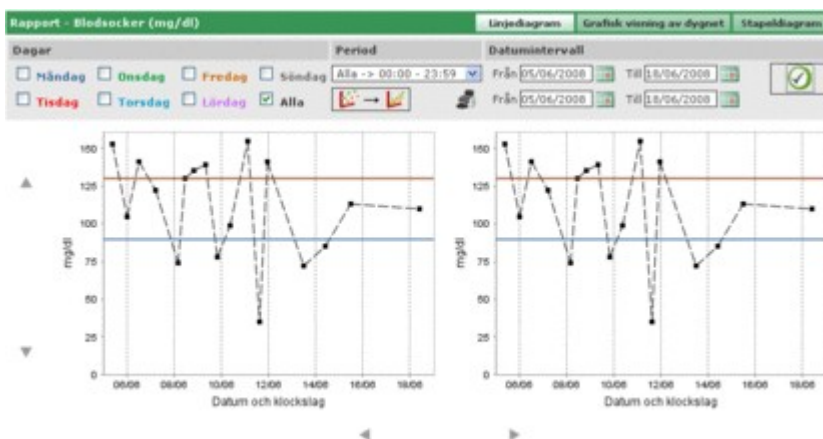 Rapport - Blodsocker (mg/dl) Linjediagram Grafisk visning av dygnet Stapeldiagram
Dagar Period Datumintervall
Måndag Onsdag Fredag Söndag Alla -> 00:00 - 23:59 Från 05/06/2008 Till 18/06/2008
Tisdag Torsdag Lördag Alla Från 05/06/2008 Till 18/06/2008
150 150
125 125
100 100
mg/dl mg/dl
75 75
50 50
25 25
0 0
06/06 08/06 10/06 12/06 14/06 16/06 18/06 06/06 08/06 10/06 12/06 14/06 16/06 18/06
Datum och klockslag Datum och klockslag